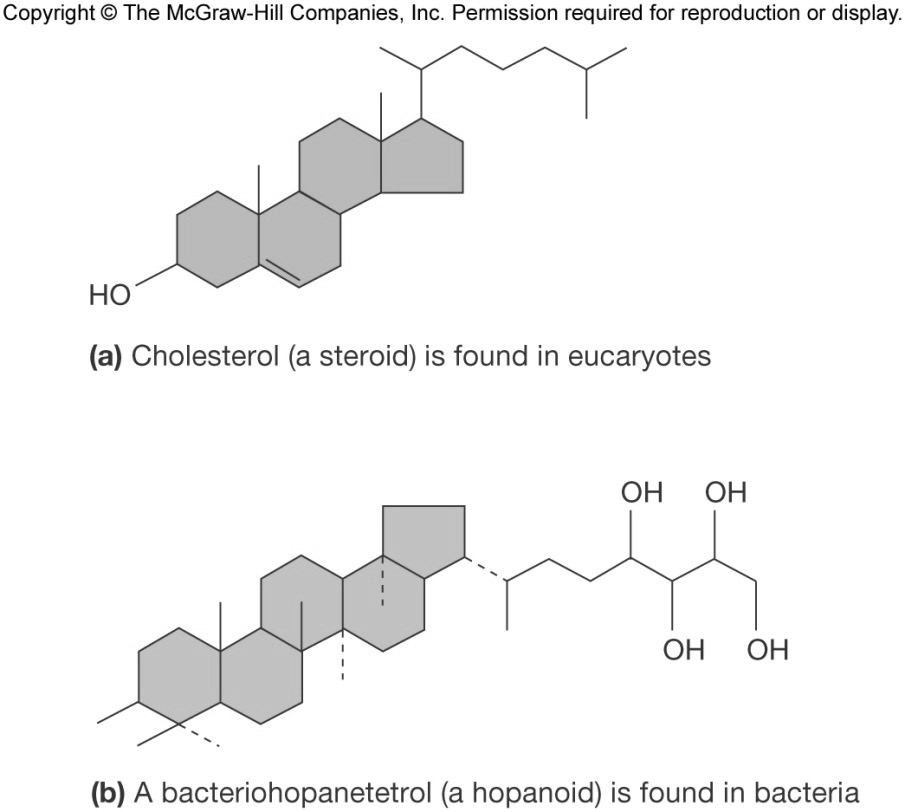 Copyright © The McGraw-Hill Companies, Inc. Permission required for reproduction or display.
HO
(a) Cholesterol (a steroid) is found in eucaryotes
OH OH
OH OH
(b) A bacteriohopanetetrol (a hopanoid) is found in bacteria